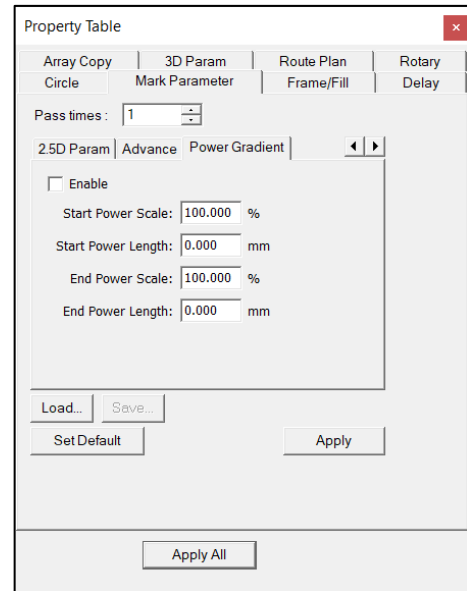 Property Table
Array Copy 3D Param Route Plan Rotary
Circle Mark Parameter Frame/Fill Delay
Pass times : 1
2.5D Param Advance Power Gradient
Enable
Start Power Scale: 100.000 %
Start Power Length: 0.000 mm
End Power Scale: 100.000 %
End Power Length: 0.000 mm
Load... Save...
Set Default Apply
Apply All